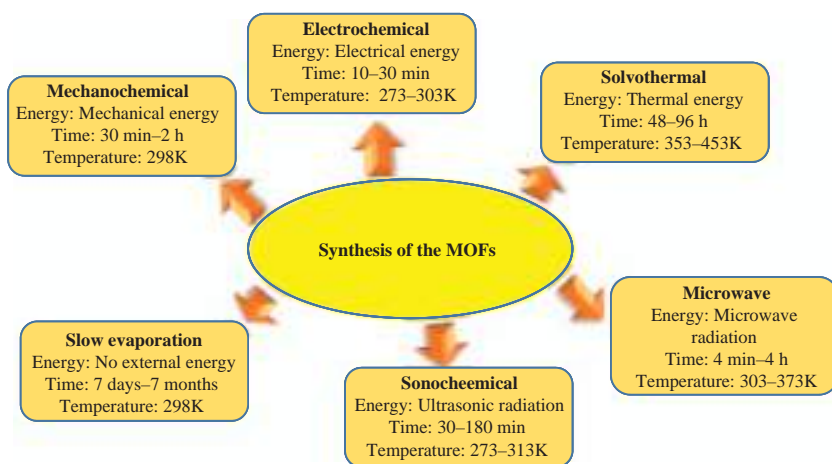 Electrochemical
Energy: Electrical energy
Time: 10–30 min
Temperature: 273–303K
Mechanochemical
Energy: Mechanical energy
Time: 30 min–2 h
Temperature: 298K
Solvothermal
Energy: Thermal energy
Time: 48–96 h
Temperature: 353–453K
Synthesis of the MOFs
Slow evaporation
Energy: No external energy
Time: 7 days–7 months
Temperature: 298K
Sonocheemical
Energy: Ultrasonic radiation
Time: 30–180 min
Temperature: 273–313K
Microwave
Energy: Microwave
radiation
Time: 4 min–4 h
Temperature: 303–373K